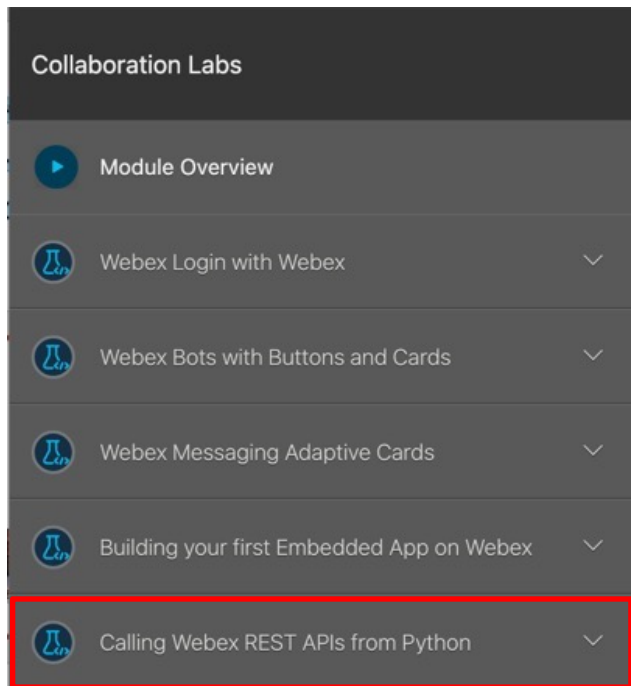 Collaboration Labs
Module Overview
Webex Login with Webex
Webex Bots with Buttons and Cards
Webex Messaging Adaptive Cards
Building your first Embedded App on Webex
Calling Webex REST APIs from Python